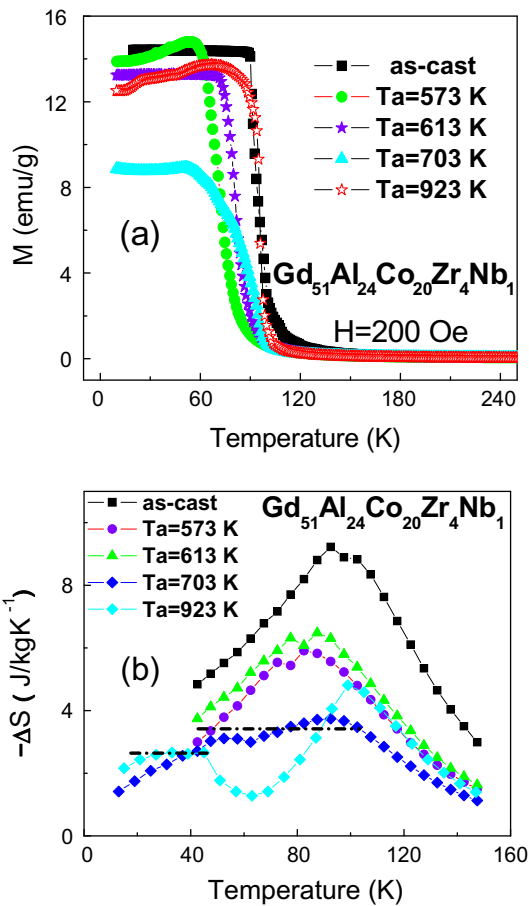 16
12
8
4
0
M (emu/g)
as-cast
Ta=573 K
Ta=613 K
Ta=703 K
Ta=923 K
(a)
Gd₅₁Al₂₄Co₂₀Zr₄Nb₁
H=200 Oe
0 60 120 180 240
Temperature (K)
as-cast
Ta=573 K
Ta=613 K
Ta=703 K
Ta=923 K
Gd₅₁Al₂₄Co₂₀Zr₄Nb₁
(b)
8
4
0
−ΔS ( J/kgK⁻¹)
0 40 80 120 160
Temperature (K)